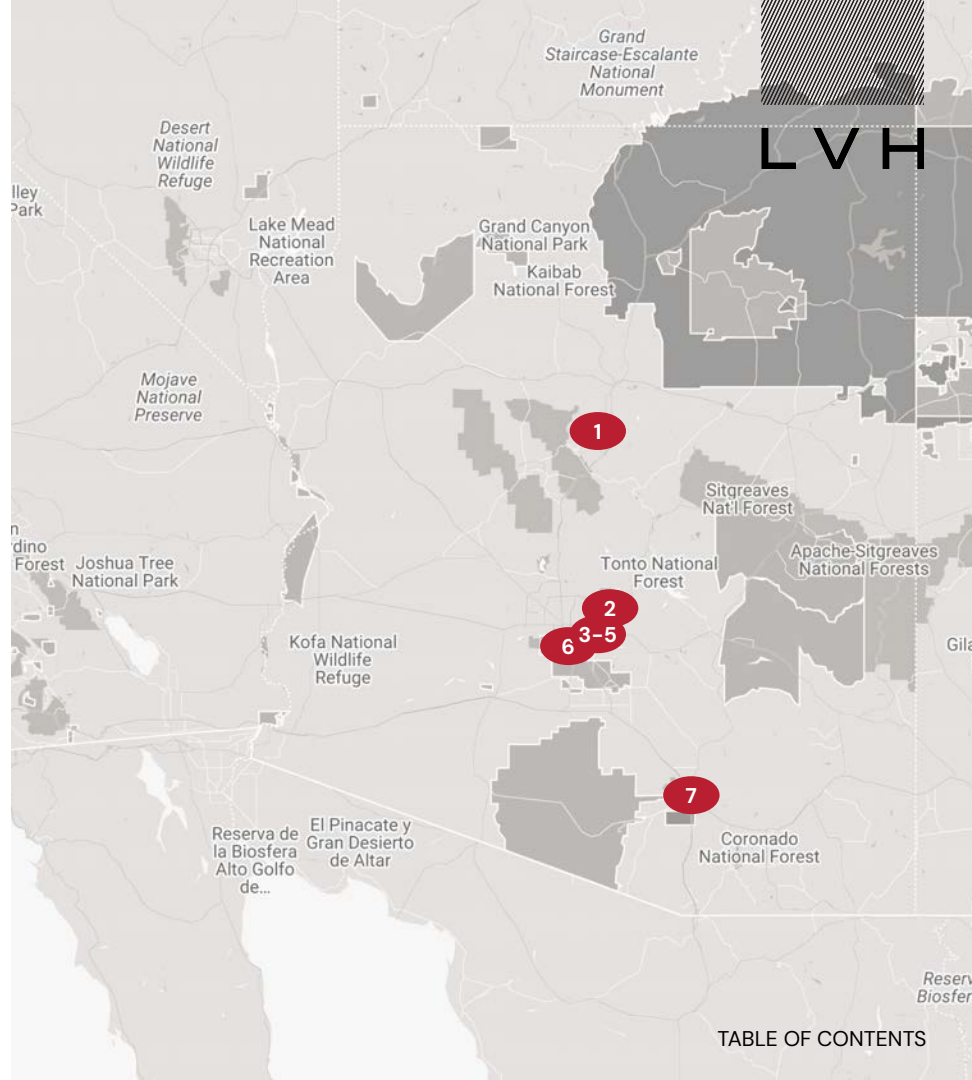 Grand
Staircase-Escalante
National
Monument
LVH
Desert
National
Wildlife
Refuge
lley
Park
Lake Mead
National
Recreation
Area
Grand Canyon
National Park
Kaibab
National Forest
Mojave
National
Preserve
1
Sitgreaves
Nat'l Forest
n
rdino
Forest
Joshua Tree
National Park
Tonto National
Forest
Apache-Sitgreaves
National Forests
2
3-5
6
Kofa National
Wildlife
Refuge
Gila
7
Reserva de
la Biosfera
Alto Golfo
de...
El Pinacate y
Gran Desierto
de Altar
Coronado
National Forest
Reserv
Biosfer
TABLE OF CONTENTS